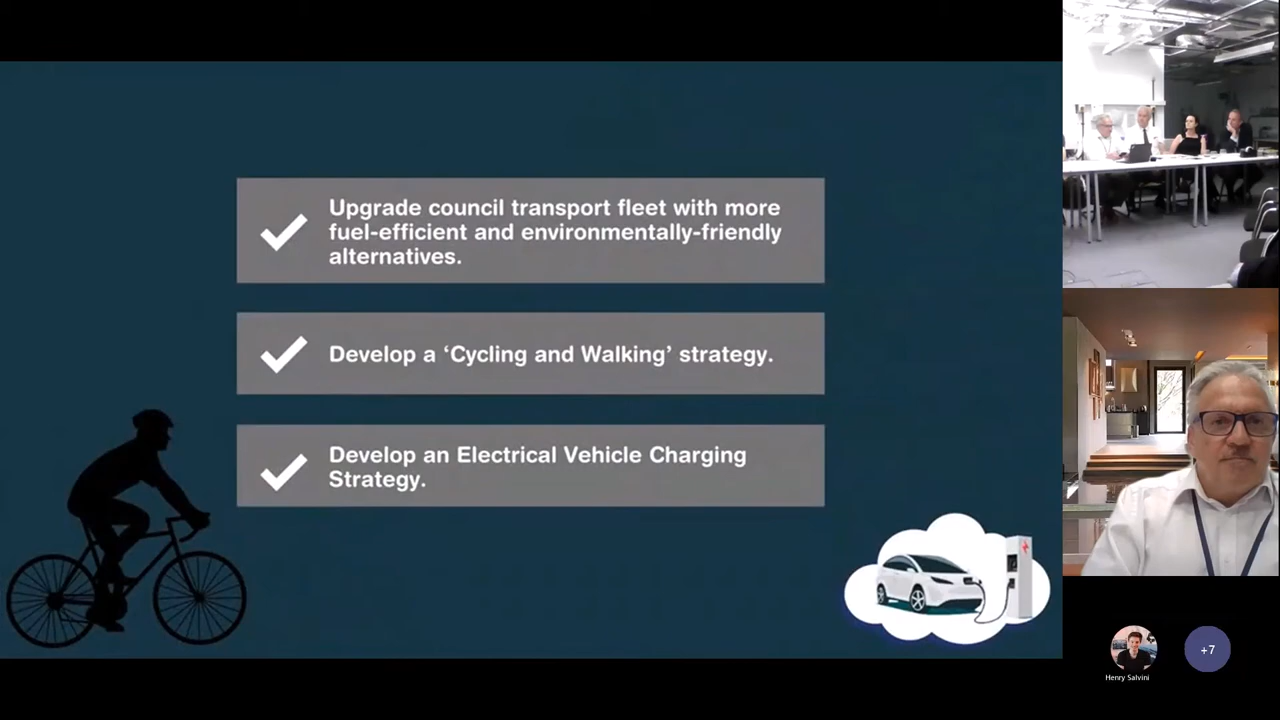 Upgrade council transport fleet with more
fuel-efficient and environmentally-friendly
alternatives.
Develop a ‘Cycling and Walking’ strategy.
Develop an Electrical Vehicle Charging
Strategy.
Henry Salvini
+7